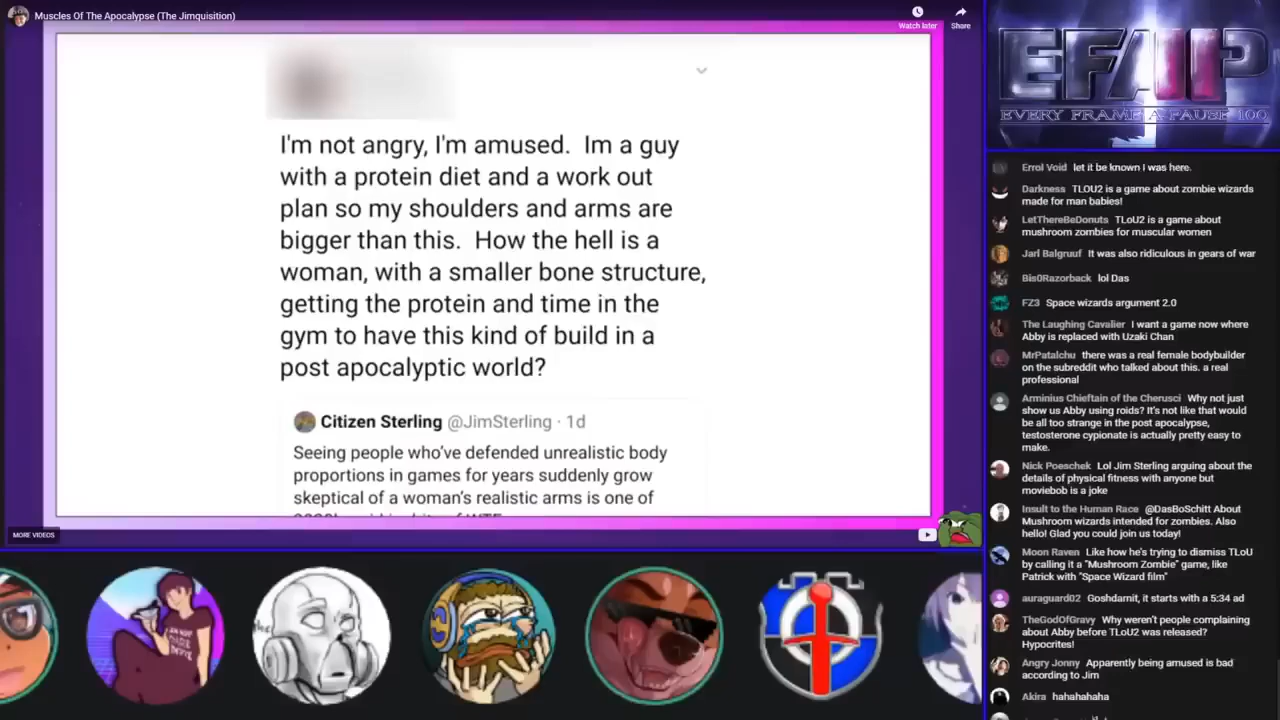 Muscles Of The Apocalypse (The Jimquisition)
Watch later
Share
I'm not angry, I'm amused. Im a guy
with a protein diet and a work out
plan so my shoulders and arms are
bigger than this. How the hell is a
woman, with a smaller bone structure,
getting the protein and time in the
gym to have this kind of build in a
post apocalyptic world?
Citizen Sterling @JimSterling · 1d
Seeing people who've defended unrealistic body
proportions in games for years suddenly grow
skeptical of a woman's realistic arms is one of
MORE VIDEOS
EFAP
EVERY FRAME A PAUSE 100
Errol Void let it be known I was here.
Darkness TLOU2 is a game about zombie wizards
made for man babies!
LetThereBeDonuts TLoU2 is a game about
mushroom zombies for muscular women
Jarl Balgruuf It was also ridiculous in gears of war
Bis0Razorback lol Das
FZ3 Space wizards argument 2.0
The Laughing Cavalier I want a game now where
Abby is replaced with Uzaki Chan
MrPatalchu there was a real female bodybuilder
on the subreddit who talked about this. a real
professional
Arminius Chieftain of the Cherusci Why not just
show us Abby using roids? It's not like that would
be all too strange in the post apocalypse,
testosterone cypionate is actually pretty easy to
make.
Nick Poeschek Lol Jim Sterling arguing about the
details of physical fitness with anyone but
moviebob is a joke
Insult to the Human Race @DasBoSchitt About
Mushroom wizards intended for zombies. Also
hello! Glad you could join us today!
Moon Raven Like how he's trying to dismiss TLoU
by calling it a "Mushroom Zombie" game, like
Patrick with "Space Wizard film"
auraguard02 Goshdarnit, it starts with a 5:34 ad
TheGodOfGravy Why weren't people complaining
about Abby before TLoU2 was released?
Hypocrites!
Angry Jonny Apparently being amused is bad
according to Jim
Akira hahahahaha